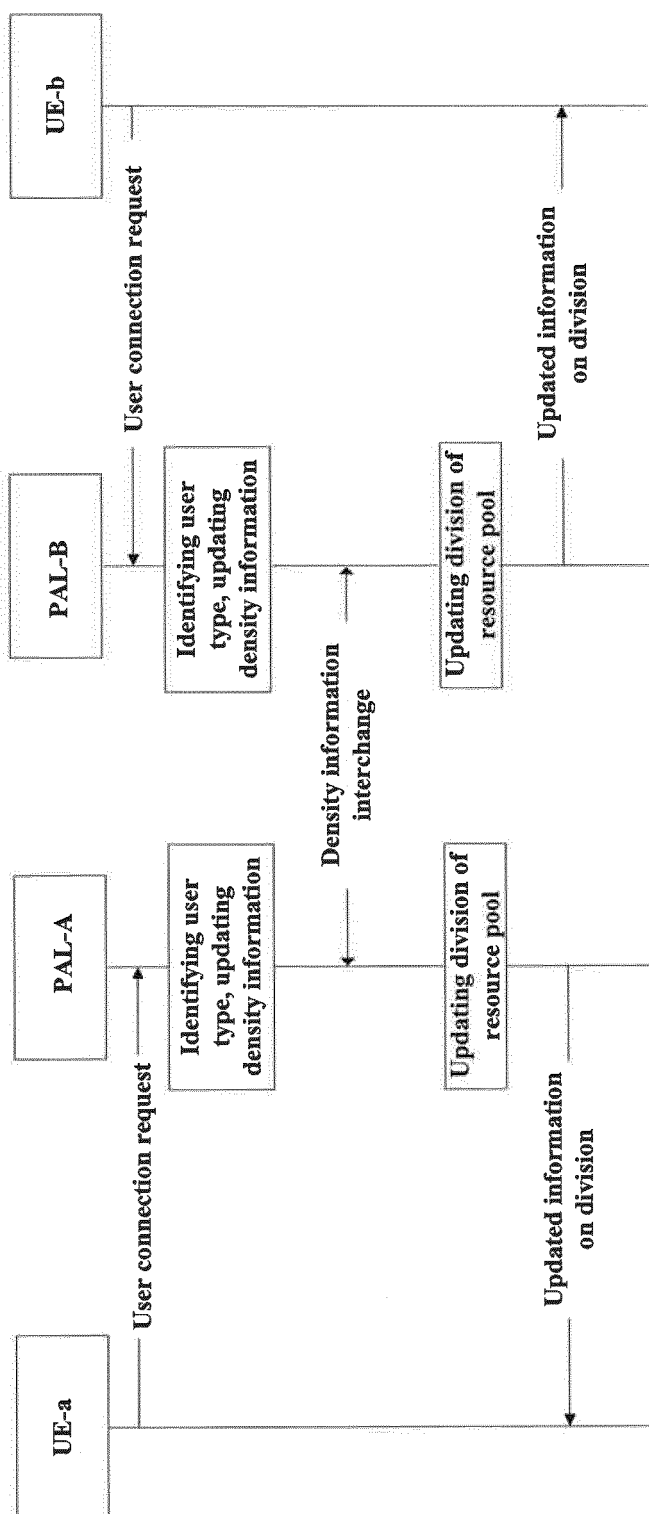 UE-a
PAL-A
PAL-B
UE-b
User connection request
User connection request
Identifying user
type, updating
density information
Identifying user
type, updating
density information
Density information
interchange
Updating division of
resource pool
Updating division of
resource pool
Updated information
on division
Updated information
on division